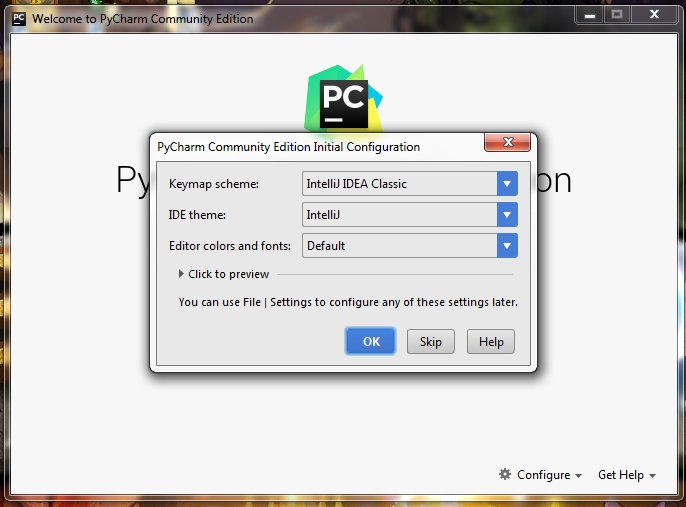 PC Welcome to PyCharm Community Edition
PC
PyCharm Community Edition Initial Configuration
Keymap scheme: IntelliJ IDEA Classic
Py on
IDE theme: IntelliJ
Editor colors and fonts: Default
Click to preview
You can use File | Settings to configure any of these settings later.
OK Skip Help
Configure Get Help